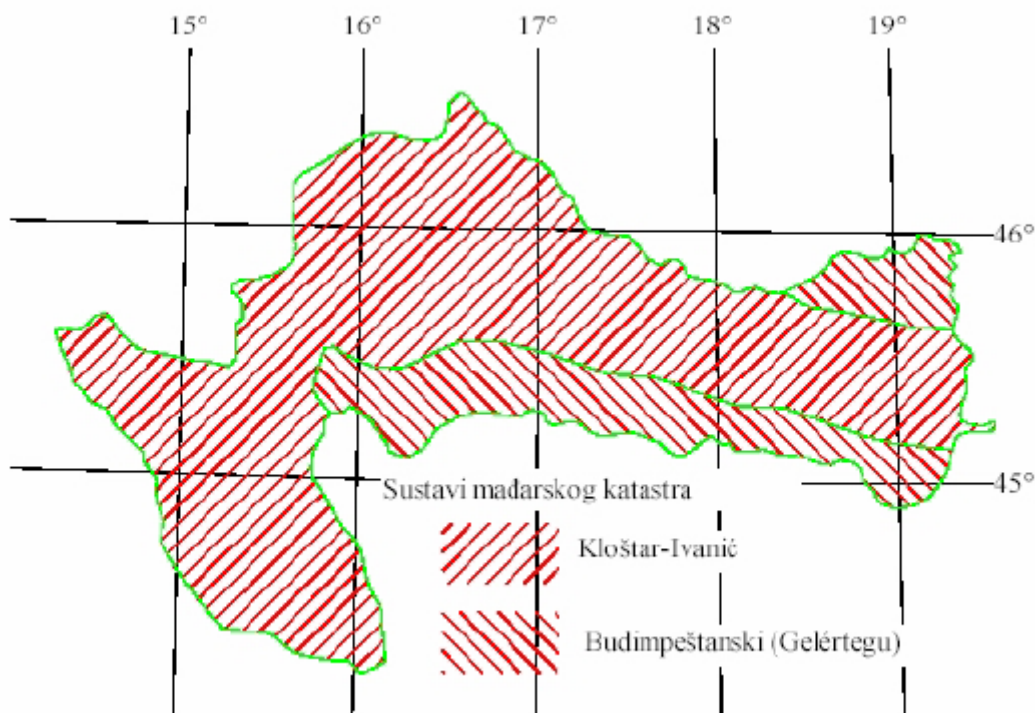 15° 16° 17° 18° 19°
46°
45°
Sustavi mađarskog katastra
Kloštar-Ivanić
Budimpeštanski (Gelértegu)